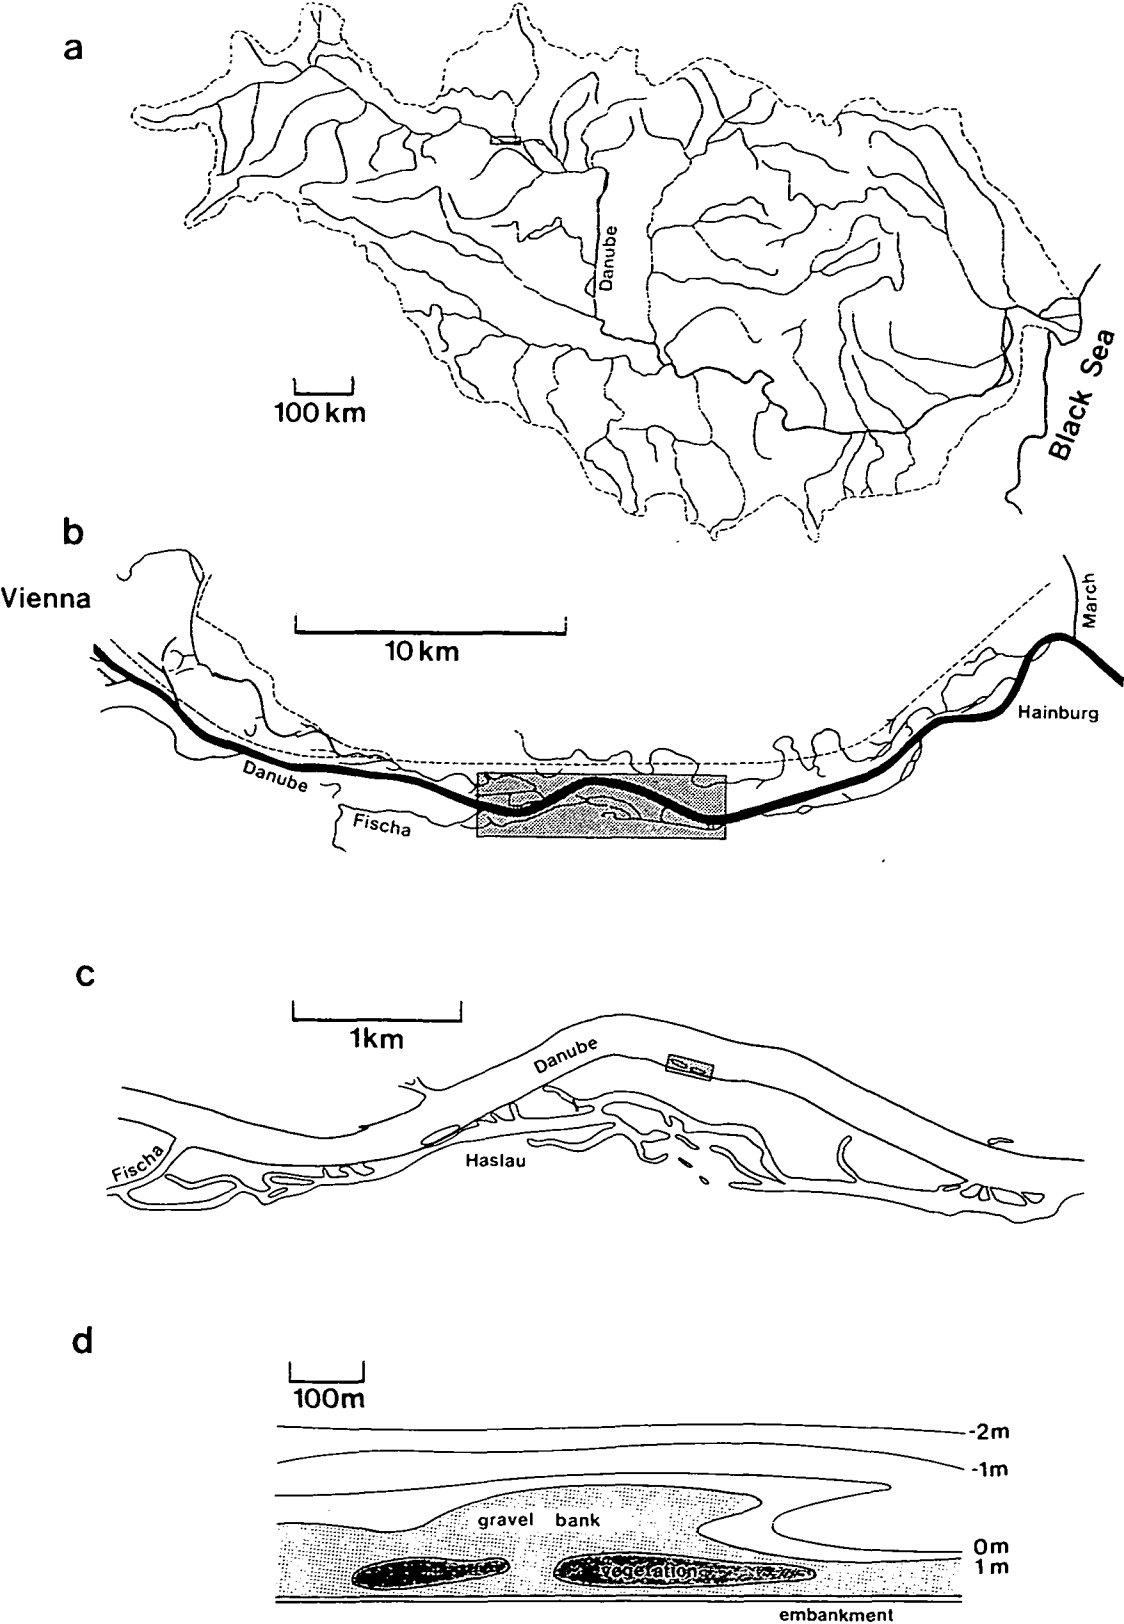 a
Danube
100 km
Black Sea
b
Vienna
10 km
March
Hainburg
Danube
Fischa
c
1km
Danube
Fischa
Haslau
d
100m
-2m
-1m
gravel bank
0m
1m
vegetation
embankment